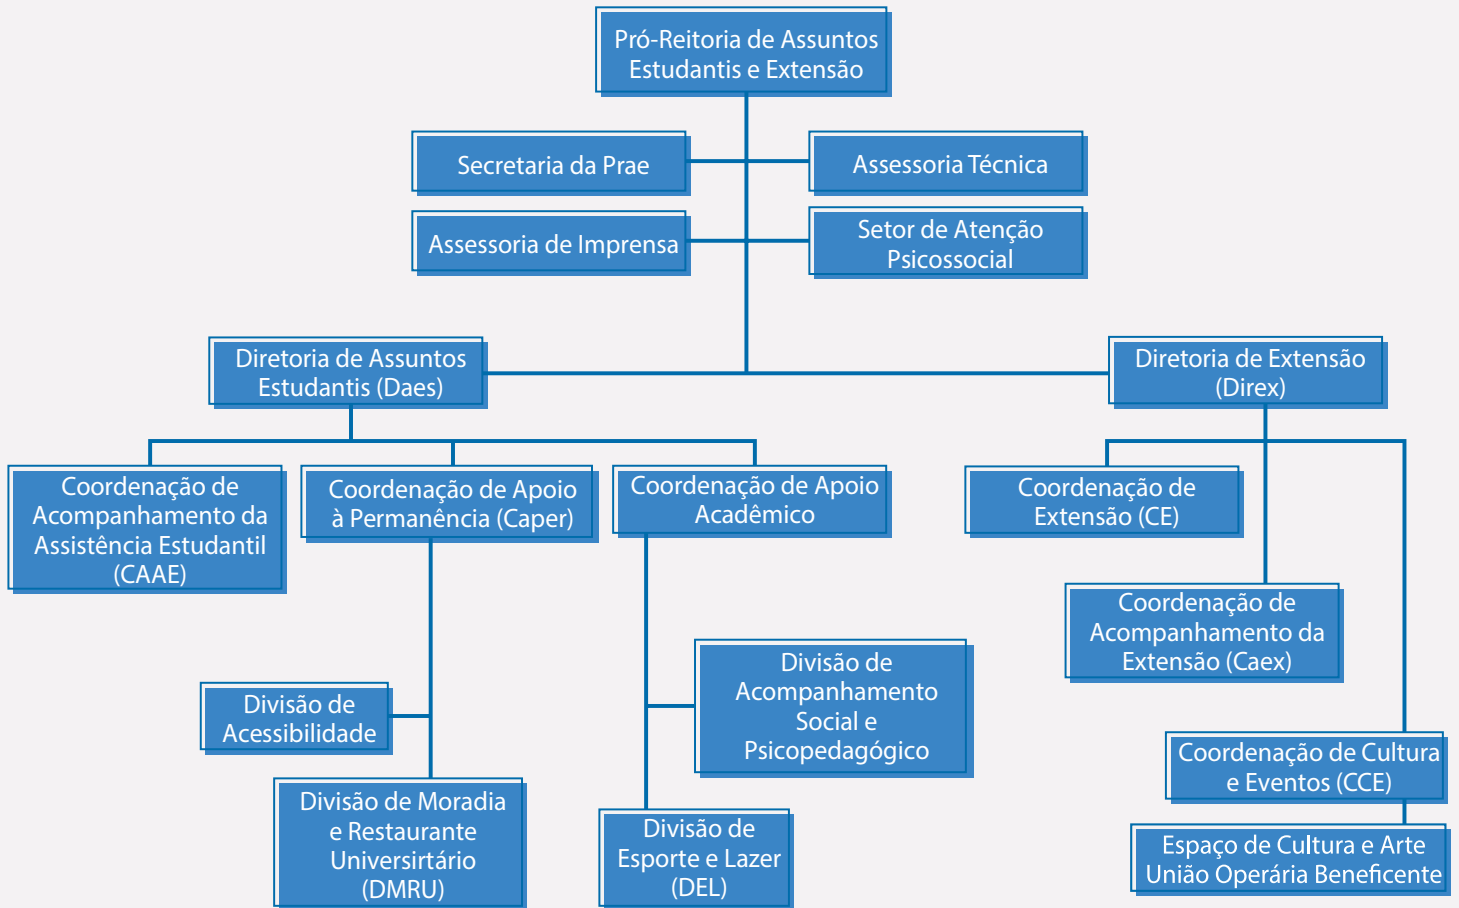 Pró-Reitoria de Assuntos
Estudantis e Extensão
Secretaria da Prae
Assessoria Técnica
Assessoria de Imprensa
Setor de Atenção
Psicossocial
Diretoria de Assuntos
Estudantis (Daes)
Diretoria de Extensão
(Direx)
Coordenação de
Acompanhamento da
Assistência Estudantil
(CAAE)
Coordenação de Apoio
à Permanência (Caper)
Coordenação de Apoio
Acadêmico
Coordenação de
Extensão (CE)
Coordenação de
Acompanhamento da
Extensão (Caex)
Divisão de
Acessibilidade
Divisão de
Acompanhamento
Social e
Psicopedagógico
Coordenação de Cultura
e Eventos (CCE)
Divisão de Moradia
e Restaurante
Universirtário
(DMRU)
Divisão de
Esporte e Lazer
(DEL)
Espaço de Cultura e Arte
União Operária Beneficente